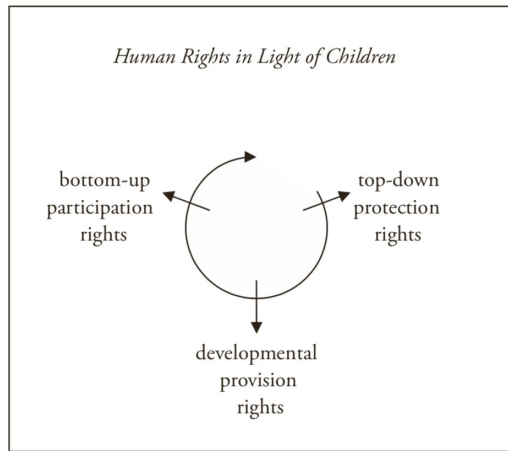 Human Rights in Light of Children
bottom-up
participation
rights
top-down
protection
rights
developmental
provision
rights